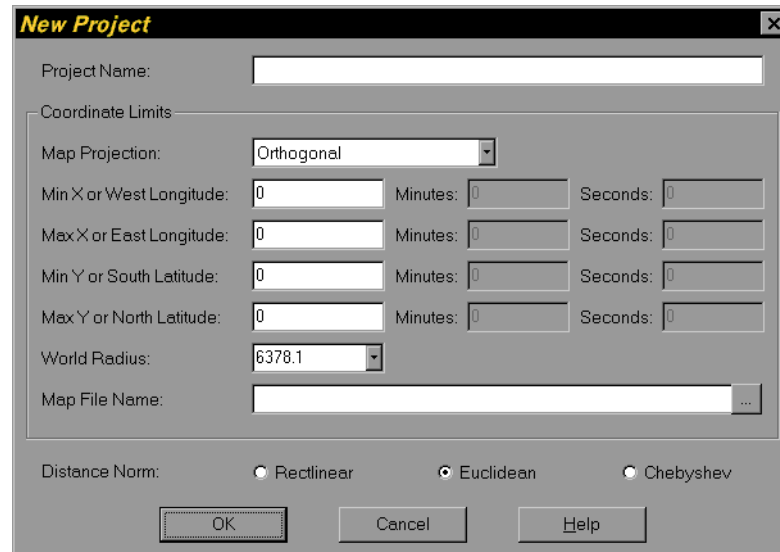 New Project
Project Name:
Coordinate Limits
Map Projection: Orthogonal
Min X or West Longitude: 0 Minutes: 0 Seconds: 0
Max X or East Longitude: 0 Minutes: 0 Seconds: 0
Min Y or South Latitude: 0 Minutes: 0 Seconds: 0
Max Y or North Latitude: 0 Minutes: 0 Seconds: 0
World Radius: 6378.1
Map File Name: ...
Distance Norm: Rectlinear Euclidean Chebyshev
OK Cancel Help